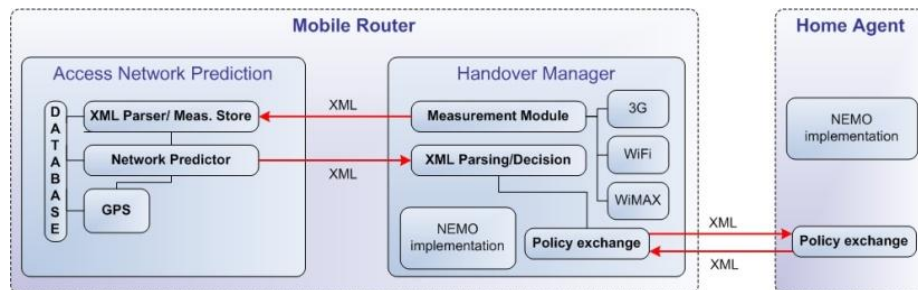 Mobile Router
Home Agent
Access Network Prediction
Handover Manager
DATABASE
XML Parser/ Meas. Store
XML
Measurement Module
3G
NEMO
implementation
Network Predictor
XML
XML Parsing/Decision
WiFi
GPS
WiMAX
NEMO
implementation
Policy exchange
XML
XML
Policy exchange